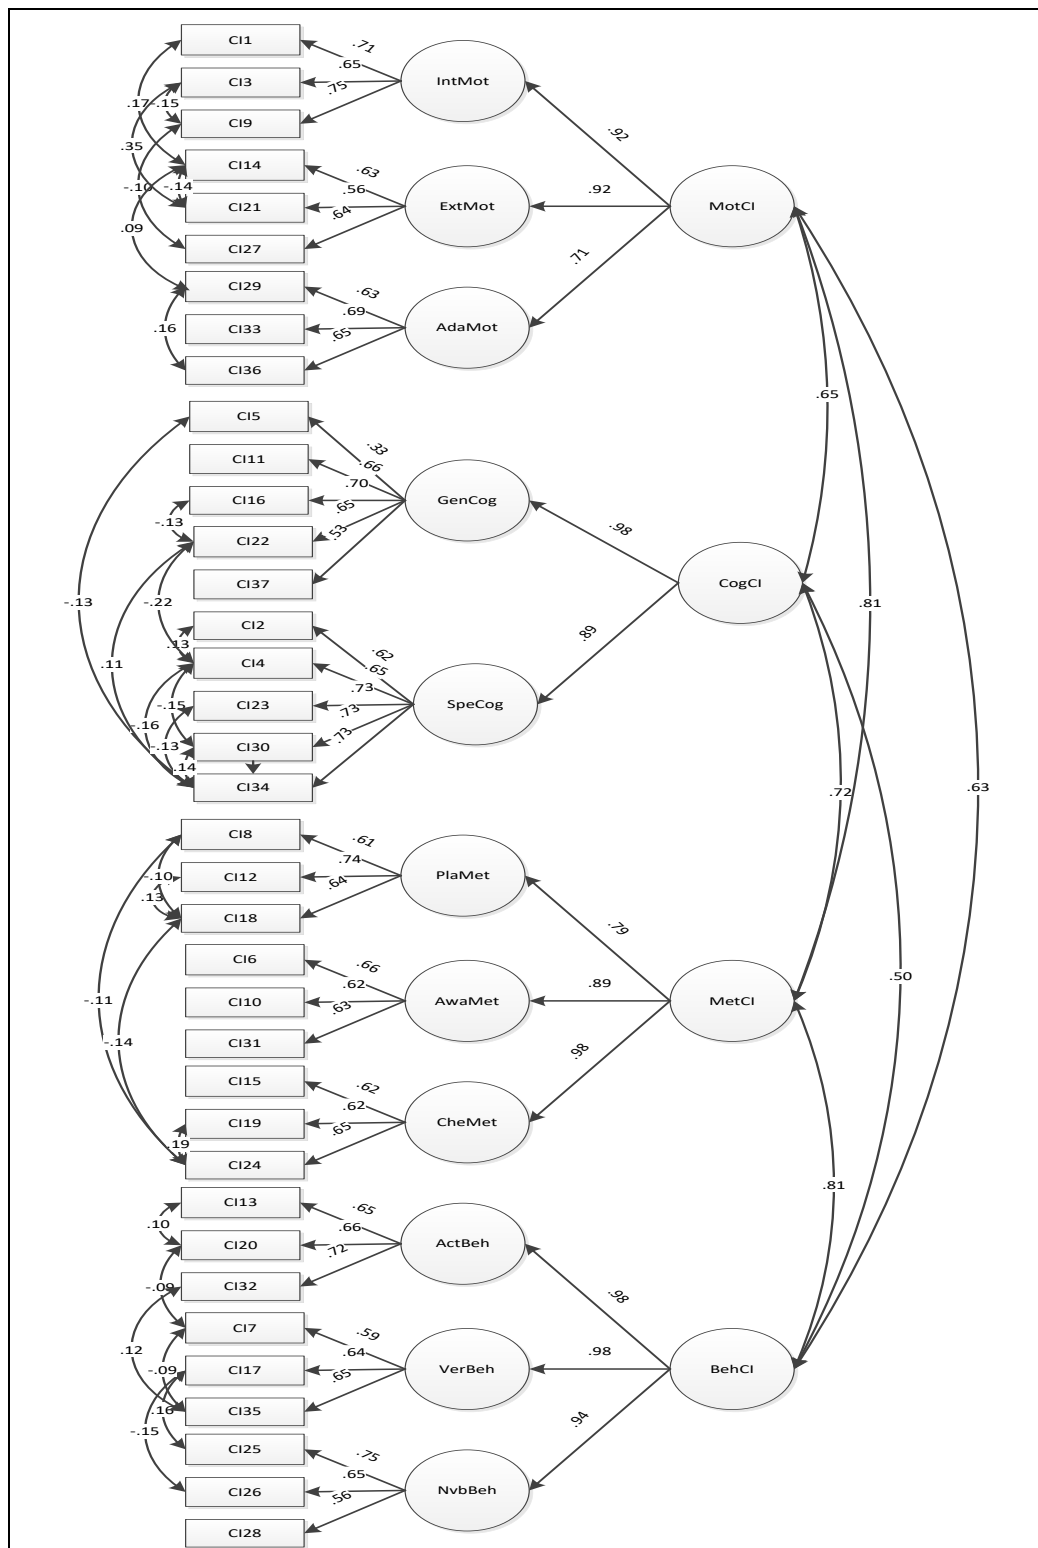 CI1
.71
.65
CI3
IntMot
.75
.17
-.15
CI9
.92
.35
CI14
.63
-.10
-.14
.56
.92
CI21
ExtMot
MotCI
.64
.09
CI27
.71
CI29
.63
.69
.16
CI33
AdaMot
.65
CI36
.65
CI5
.33
CI11
.66
.70
CI16
GenCog
.65
-.13
.98
CI22
.53
CI37
CogCI
-.13
-.22
.81
CI2
.89
.13
.62
.11
CI4
.65
.73
-.15
CI23
SpeCog
.73
-.16
-.13
CI30
.73
.14
CI34
.72
.63
CI8
.61
.74
-.10
CI12
PlaMet
.64
.13
CI18
.79
CI6
.66
.62
.89
.50
-.11
CI10
AwaMet
MetCI
.63
-.14
CI31
.98
CI15
.62
.62
CI19
CheMet
.65
.19
CI24
.81
CI13
.65
.10
.66
CI20
ActBeh
.72
-.09
CI32
.98
CI7
.59
.12
.64
.98
-.09
CI17
VerBeh
BehCI
.65
.16
CI35
.94
-.15
CI25
.75
.65
CI26
NvbBeh
.56
CI28